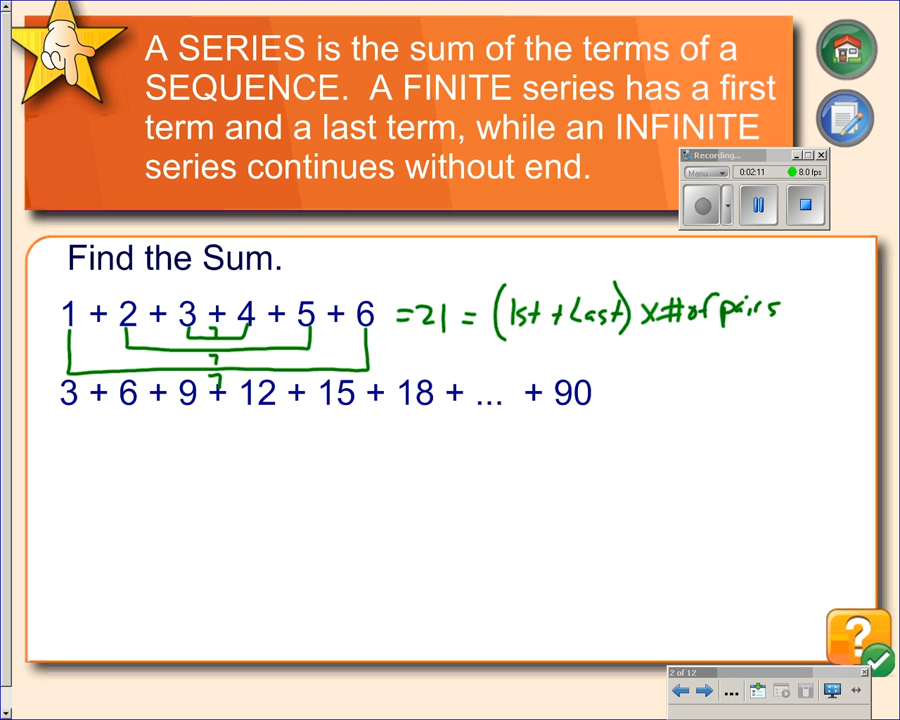 A SERIES is the sum of the terms of a
SEQUENCE. A FINITE series has a first
term and a last term, while an INFINITE
series continues without end.
Recording...
Menu
0:02:11
8.0 fps
Find the Sum.
1 + 2 + 3 + 4 + 5 + 6 = 21 = (1st + Last) x # of pairs
7
7
7
3 + 6 + 9 + 12 + 15 + 18 + ... + 90
?
2 of 12
...